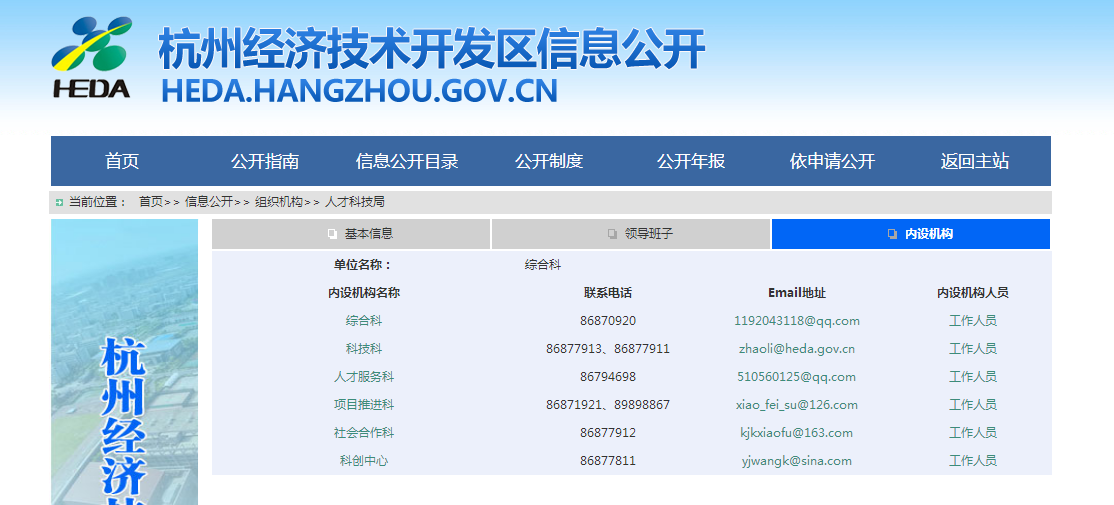 HEDA
杭州经济技术开发区信息公开
HEDA.HANGZHOU.GOV.CN
首页 公开指南 信息公开目录 公开制度 公开年报 依申请公开 返回主站
当前位置： 首页>> 信息公开>> 组织机构>> 人才科技局
基本信息 领导班子 内设机构
单位名称： 综合科
内设机构名称 联系电话 Email地址 内设机构人员
综合科 86870920 1192043118@qq.com 工作人员
科技科 86877913、86877911 zhaoli@heda.gov.cn 工作人员
人才服务科 86794698 510560125@qq.com 工作人员
项目推进科 86871921、89898867 xiao_fei_su@126.com 工作人员
社会合作科 86877912 kjkxiaofu@163.com 工作人员
科创中心 86877811 yjwangk@sina.com 工作人员
杭州经济